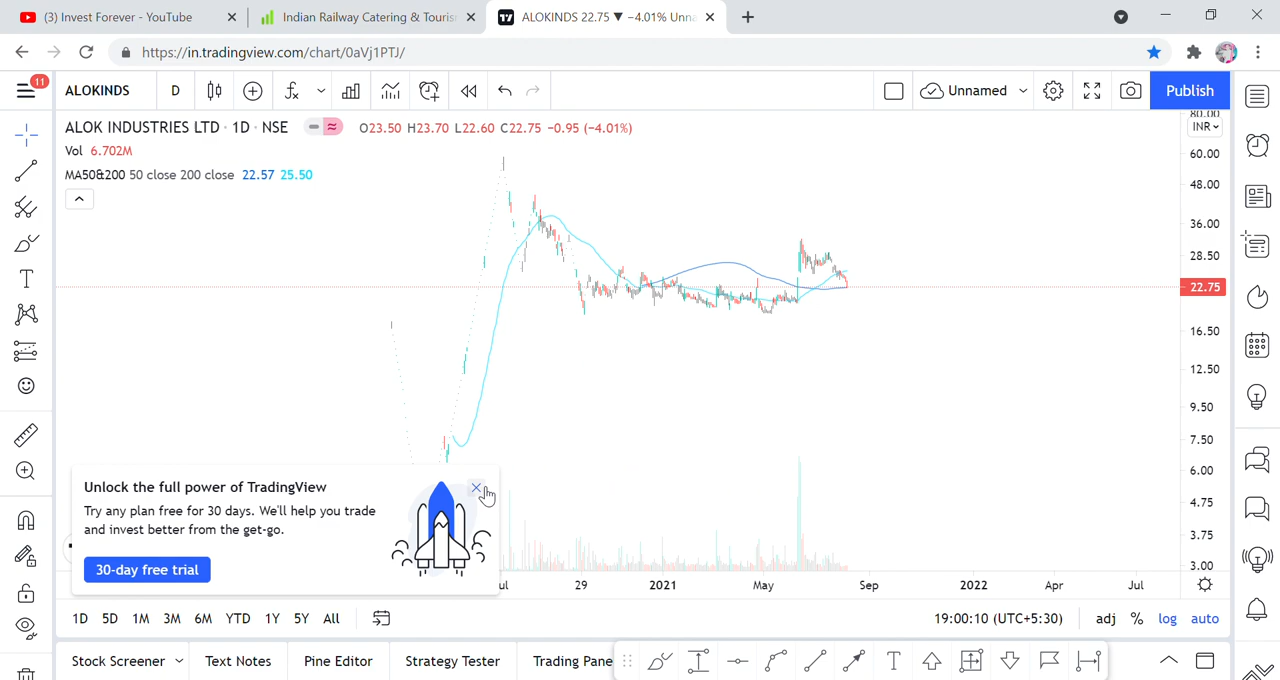 (3) Invest Forever - YouTube
Indian Railway Catering & Touris
ALOKINDS 22.75 ▼ −4.01% Unna
https://in.tradingview.com/chart/0aVj1PTJ/
11
ALOKINDS
D
Unnamed
Publish
ALOK INDUSTRIES LTD · 1D · NSE
O23.50 H23.70 L22.60 C22.75 −0.95 (−4.01%)
Vol 6.702M
MA50&200 50 close 200 close 22.57 25.50
80.00
INR
60.00
48.00
36.00
28.50
22.75
16.50
12.50
9.50
7.50
6.00
4.75
3.75
3.00
Unlock the full power of TradingView
Try any plan free for 30 days. We'll help you trade
and invest better from the get-go.
30-day free trial
29 2021 May Sep 2022 Apr Jul
1D 5D 1M 3M 6M YTD 1Y 5Y All
19:00:10 (UTC+5:30)
adj % log auto
Stock Screener
Text Notes
Pine Editor
Strategy Tester
Trading Pane
T